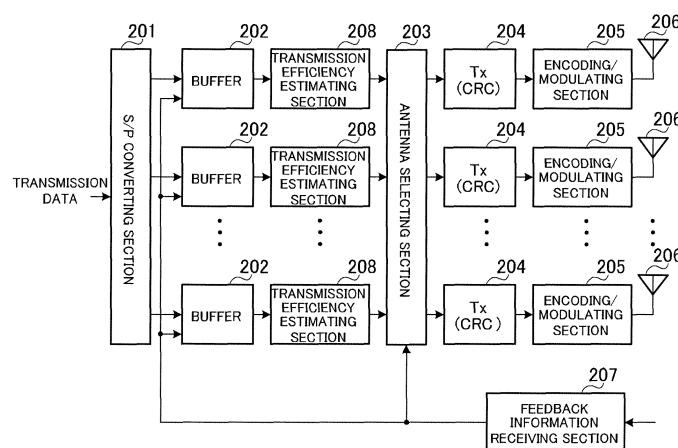 201
202
208
203
204
205
206
S/P CONVERTING SECTION
BUFFER
TRANSMISSION
EFFICIENCY
ESTIMATING
SECTION
ANTENNA SELECTING SECTION
Tx
(CRC)
ENCODING/
MODULATING
SECTION
202
208
204
205
206
TRANSMISSION
DATA
BUFFER
TRANSMISSION
EFFICIENCY
ESTIMATING
SECTION
Tx
(CRC)
ENCODING/
MODULATING
SECTION
202
208
204
205
206
BUFFER
TRANSMISSION
EFFICIENCY
ESTIMATING
SECTION
Tx
(CRC)
ENCODING/
MODULATING
SECTION
207
FEEDBACK
INFORMATION
RECEIVING SECTION